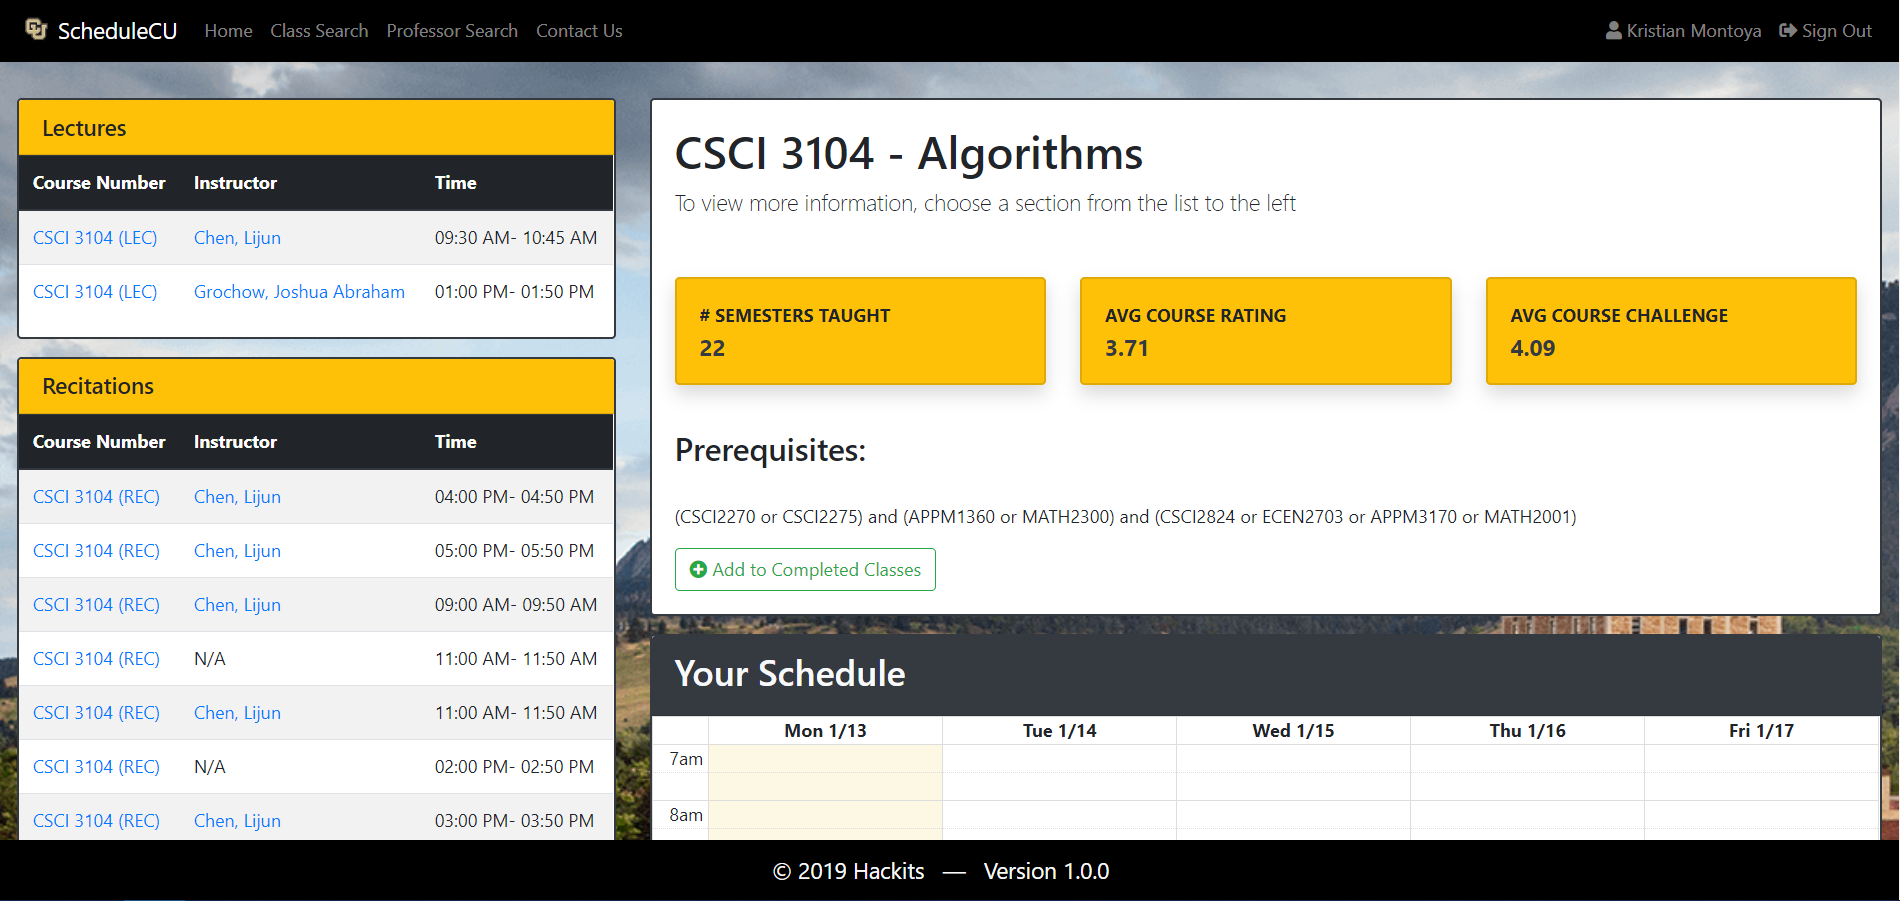 ScheduleCU Home Class Search Professor Search Contact Us Kristian Montoya Sign Out
Lectures
Course Number Instructor Time
CSCI 3104 (LEC) Chen, Lijun 09:30 AM- 10:45 AM
CSCI 3104 (LEC) Grochow, Joshua Abraham 01:00 PM- 01:50 PM
Recitations
Course Number Instructor Time
CSCI 3104 (REC) Chen, Lijun 04:00 PM- 04:50 PM
CSCI 3104 (REC) Chen, Lijun 05:00 PM- 05:50 PM
CSCI 3104 (REC) Chen, Lijun 09:00 AM- 09:50 AM
CSCI 3104 (REC) N/A 11:00 AM- 11:50 AM
CSCI 3104 (REC) Chen, Lijun 11:00 AM- 11:50 AM
CSCI 3104 (REC) N/A 02:00 PM- 02:50 PM
CSCI 3104 (REC) Chen, Lijun 03:00 PM- 03:50 PM
CSCI 3104 - Algorithms
To view more information, choose a section from the list to the left
# SEMESTERS TAUGHT
22
AVG COURSE RATING
3.71
AVG COURSE CHALLENGE
4.09
Prerequisites:
(CSCI2270 or CSCI2275) and (APPM1360 or MATH2300) and (CSCI2824 or ECEN2703 or APPM3170 or MATH2001)
Add to Completed Classes
Your Schedule
Mon 1/13 Tue 1/14 Wed 1/15 Thu 1/16 Fri 1/17
7am
8am
© 2019 Hackits — Version 1.0.0